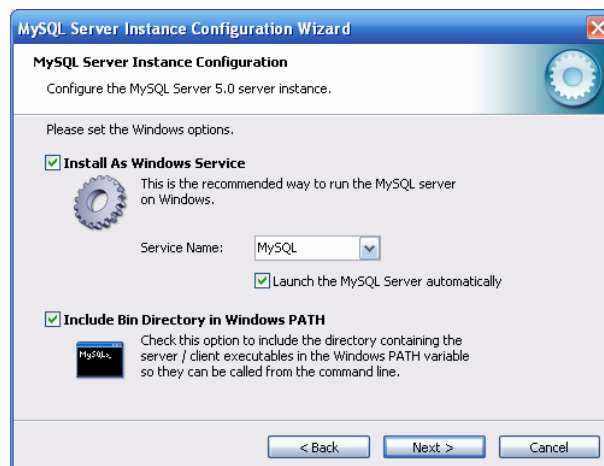 MySQL Server Instance Configuration Wizard
MySQL Server Instance Configuration
Configure the MySQL Server 5.0 server instance.
Please set the Windows options.
Install As Windows Service
This is the recommended way to run the MySQL server
on Windows.
Service Name: MySQL
Launch the MySQL Server automatically
Include Bin Directory in Windows PATH
MySQL>_
Check this option to include the directory containing the
server / client executables in the Windows PATH variable
so they can be called from the command line.
< Back Next > Cancel